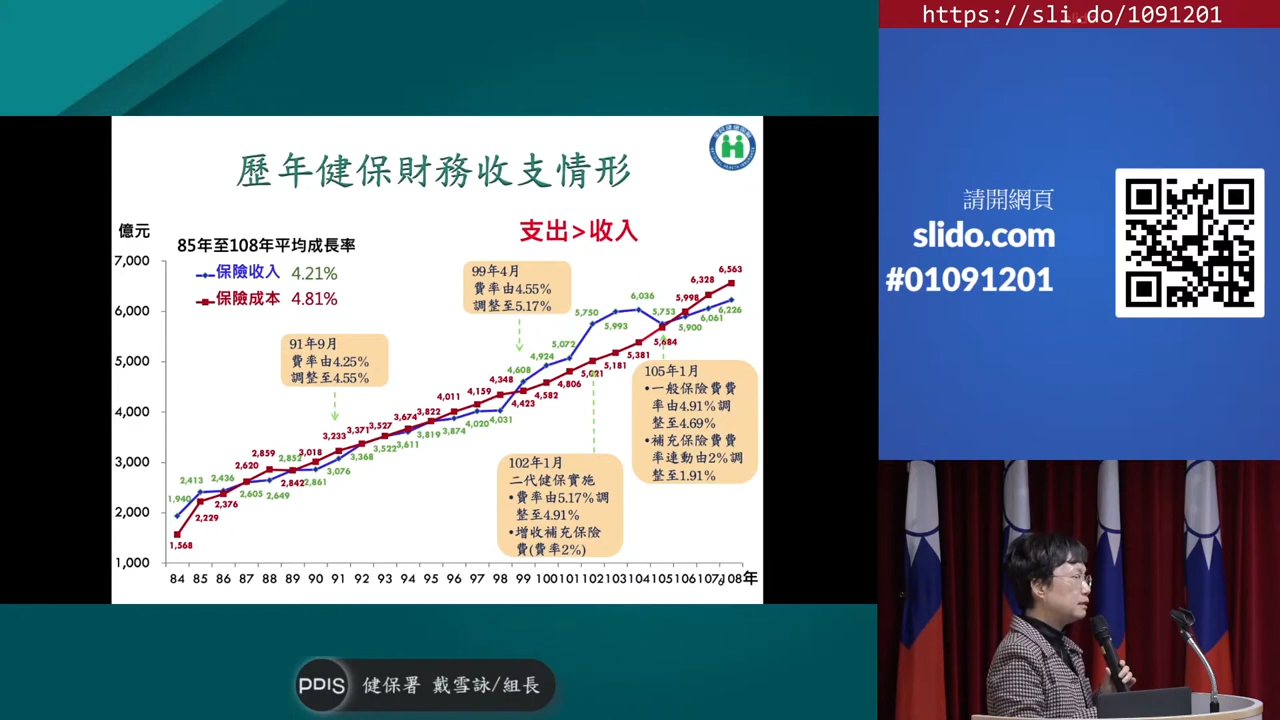 https://sli.do/1091201
請開網頁
slido.com
#01091201
歷年健保財務收支情形
億元
支出>收入
85年至108年平均成長率
保險收入 4.21%
保險成本 4.81%
7,000
6,000
5,000
4,000
3,000
2,000
1,000
91年9月
費率由4.25%
調整至4.55%
99年4月
費率由4.55%
調整至5.17%
102年1月
二代健保實施
•費率由5.17%調
整至4.91%
•增收補充保險
費(費率2%)
105年1月
•一般保險費費
率由4.91%調
整至4.69%
•補充保險費費
率連動由2%調
整至1.91%
1,940 2,413 2,436 2,605 2,649 2,852 2,861 3,076 3,368 3,522 3,611 3,819 3,874 4,020 4,031 4,608 4,924 5,072 5,750 5,993 6,036 5,753 5,900 6,061 6,226
1,568 2,229 2,376 2,620 2,859 2,842 3,018 3,233 3,371 3,527 3,674 3,822 4,011 4,159 4,348 4,423 4,582 4,806 5,021 5,181 5,381 5,684 5,998 6,328 6,563
84 85 86 87 88 89 90 91 92 93 94 95 96 97 98 99 100 101 102 103 104 105 106 107 108 年
PDIS 健保署 戴雪詠/組長